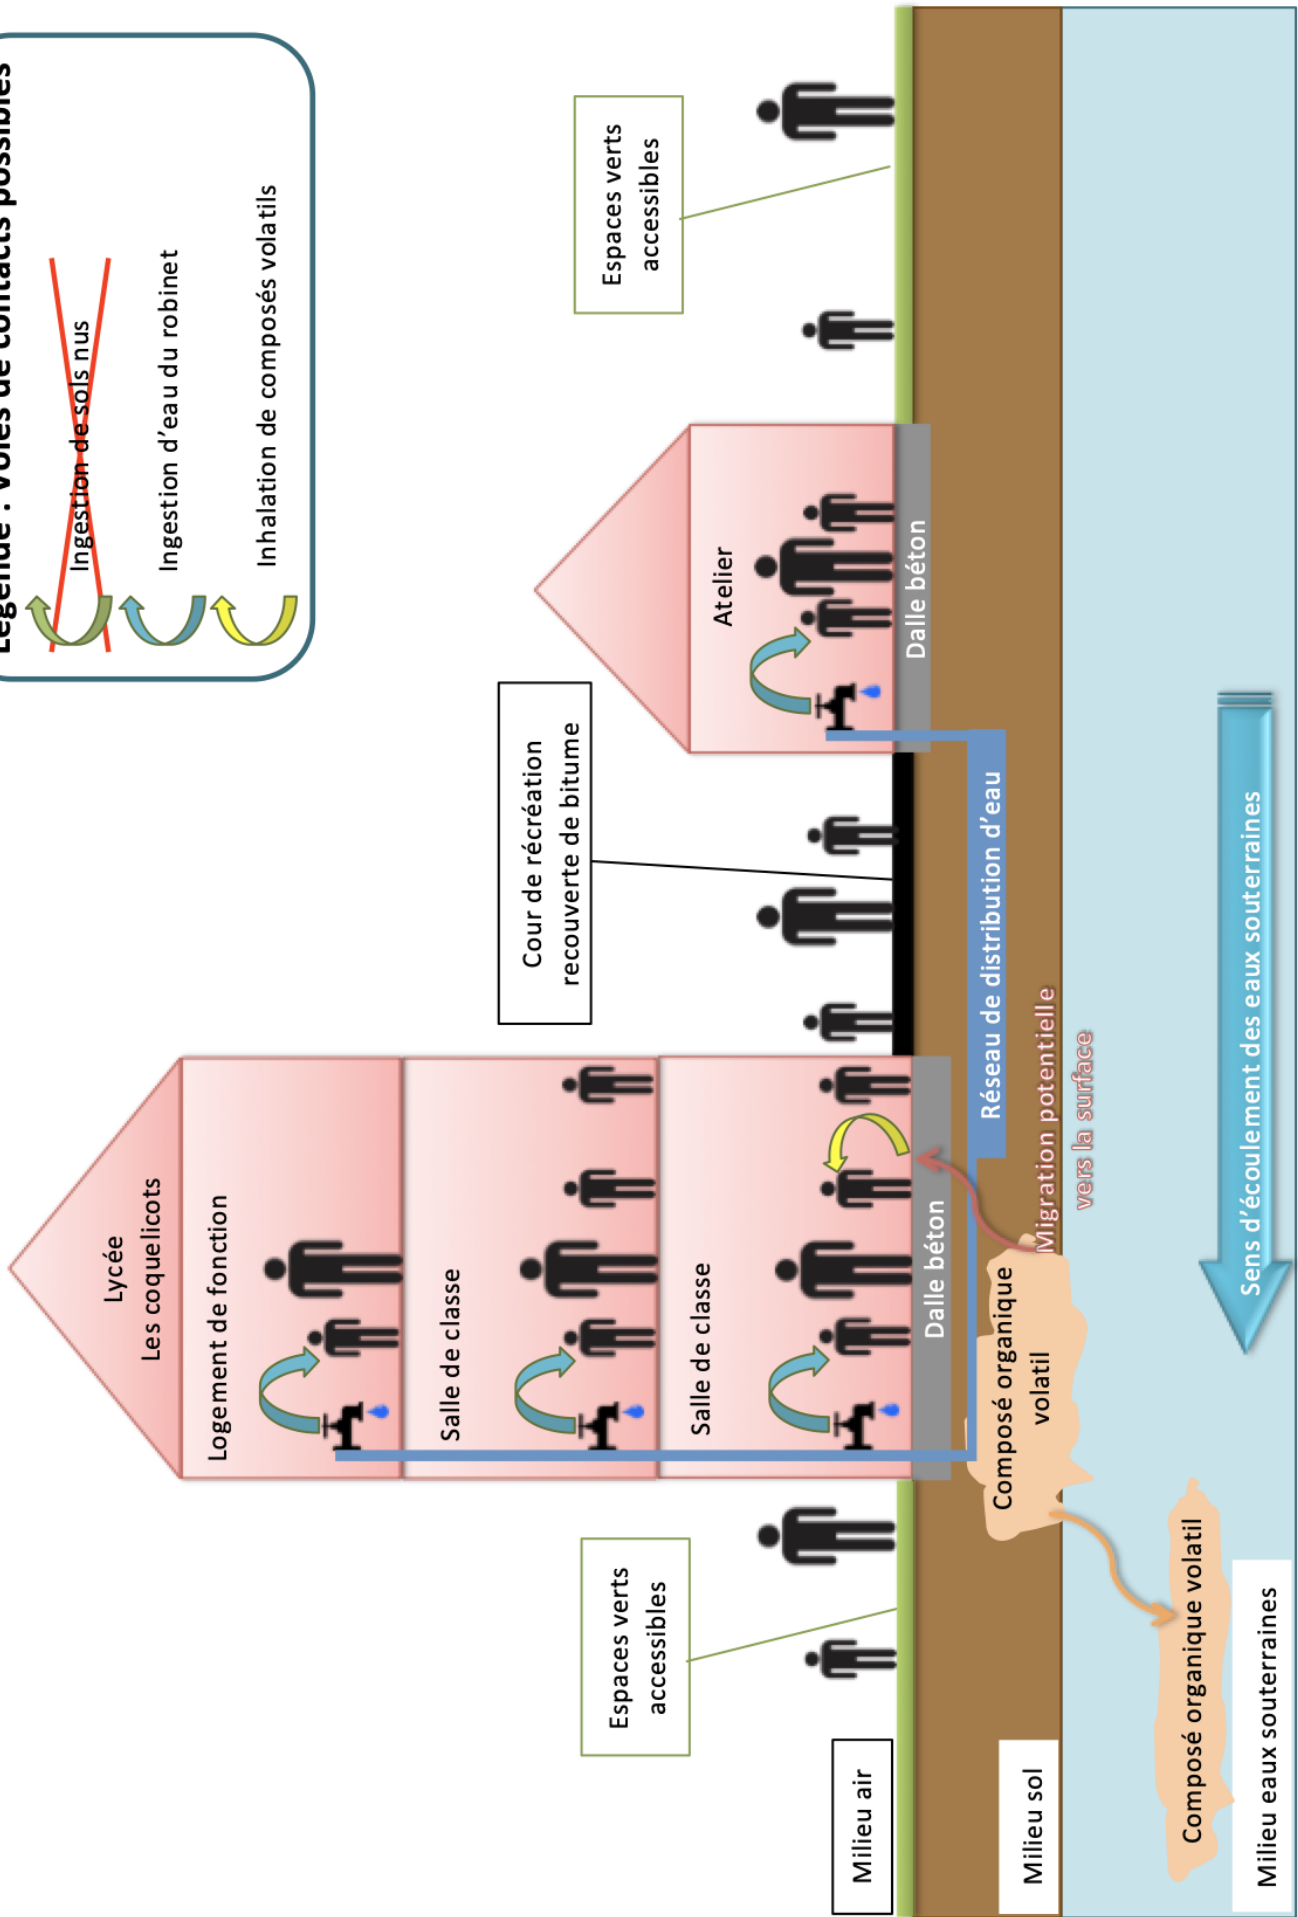 Légende : Voies de contacts possibles
Ingestion de sols nus
Ingestion d'eau du robinet
Inhalation de composés volatils
Lycée
Les coquelicots
Logement de fonction
Salle de classe
Salle de classe
Dalle béton
Cour de récréation
recouverte de bitume
Atelier
Dalle béton
Espaces verts
accessibles
Espaces verts
accessibles
Milieu air
Réseau de distribution d'eau
Milieu sol
Composé organique
volatil
Migration potentielle
vers la surface
Composé organique volatil
Sens d'écoulement des eaux souterraines
Milieu eaux souterraines